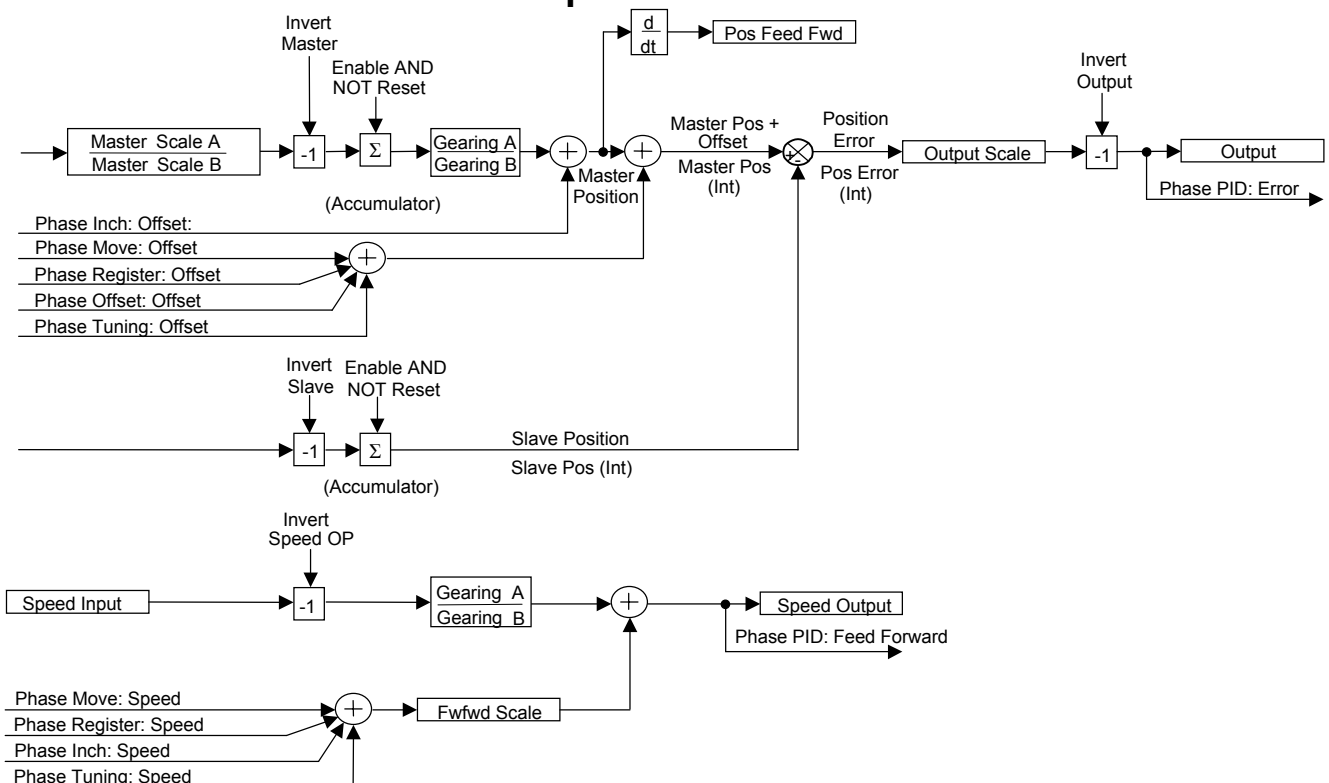 d
dt
Pos Feed Fwd
Invert
Master
Enable AND
NOT Reset
Invert
Output
Master Scale A
Master Scale B
-1
Σ
Gearing A
Gearing B
+
+
Master
Position
Master Pos +
Offset
Master Pos
(Int)
+
-
Position
Error
Pos Error
(Int)
Output Scale
-1
Output
Phase PID: Error
(Accumulator)
Phase Inch: Offset:
Phase Move: Offset
+
Phase Register: Offset
Phase Offset: Offset
Phase Tuning: Offset
Invert
Slave
Enable AND
NOT Reset
-1
Σ
Slave Position
Slave Pos (Int)
(Accumulator)
Invert
Speed OP
Speed Input
-1
Gearing A
Gearing B
+
Speed Output
Phase PID: Feed Forward
Phase Move: Speed
+
Fwfwd Scale
Phase Register: Speed
Phase Inch: Speed
Phase Tuning: Speed